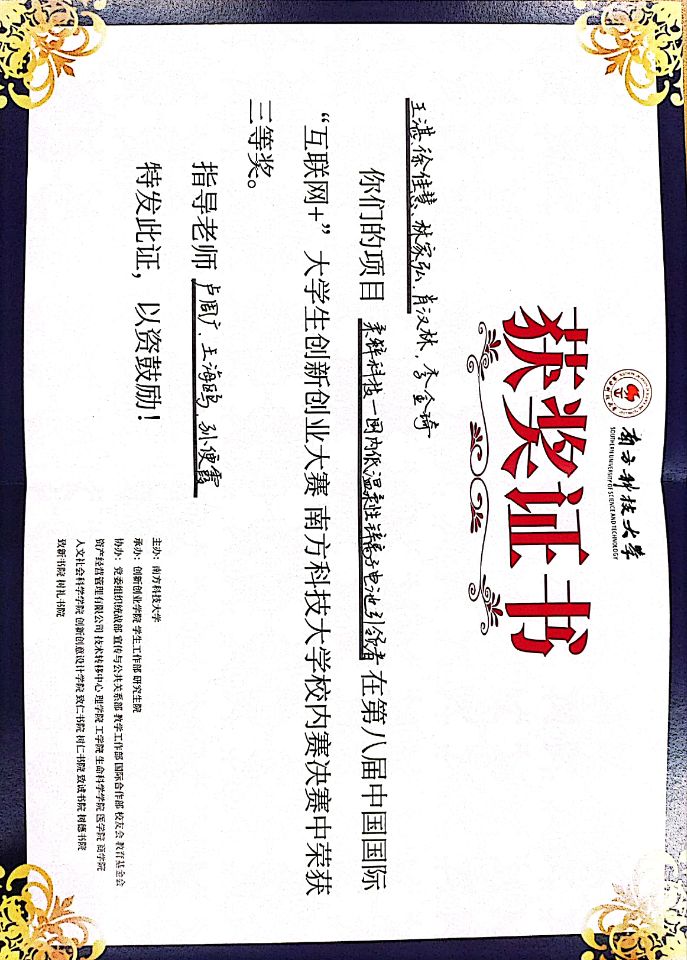 南方科技大学
SOUTHERN UNIVERSITY OF SCIENCE AND TECHNOLOGY
获奖证书
王湛、徐佳慧、林家弘、肖汉林、李金琦
你们的项目 柔锌科技—国内低温柔性锌离子电池引领者 在第八届中国国际
“互联网+”大学生创新创业大赛 南方科技大学校内赛决赛中荣获
三等奖。
指导老师 卢周广、王海鸥、孙便霞
特发此证，以资鼓励！
主办：南方科技大学
承办：创新创业学院 学生工作部 研究生院
协办：党委组织统战部 宣传与公共关系部 教学工作部 国际合作部 校友会 教育基金会
资产经营管理有限公司 技术转移中心 理学院 工学院 生命科学学院 医学院 商学院
人文社会科学学院 创新创意设计学院 致仁书院 树仁书院 致诚书院 树德书院
致新书院 树礼书院